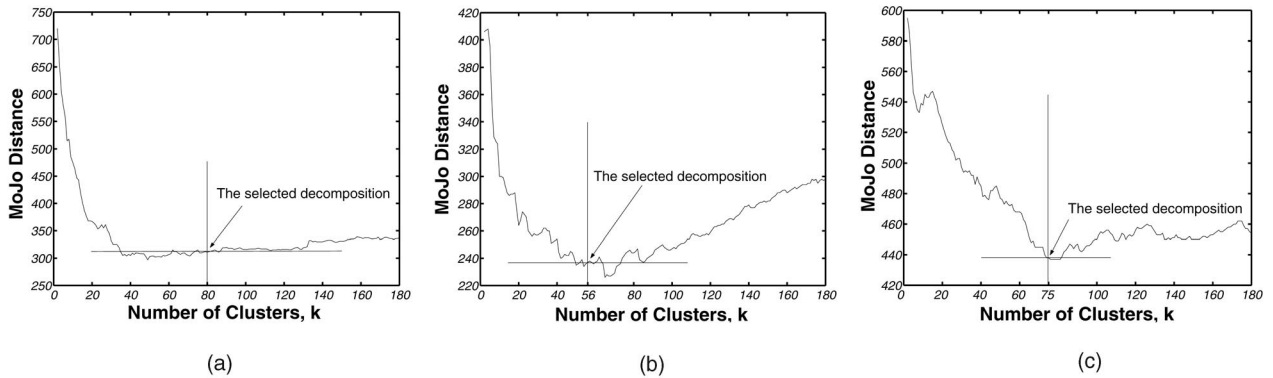 750
700
650
600
550
500
450
400
350
300
250
MoJo Distance
The selected decomposition
0 20 40 60 80 100 120 140 160 180
Number of Clusters, k
(a)
420
400
380
360
340
320
300
280
260
240
220
MoJo Distance
The selected decomposition
0 20 40 56 80 100 120 140 160 180
Number of Clusters, k
(b)
600
580
560
540
520
500
480
460
440
420
MoJo Distance
The selected decomposition
0 20 40 60 75 100 120 140 160 180
Number of Clusters, k
(c)